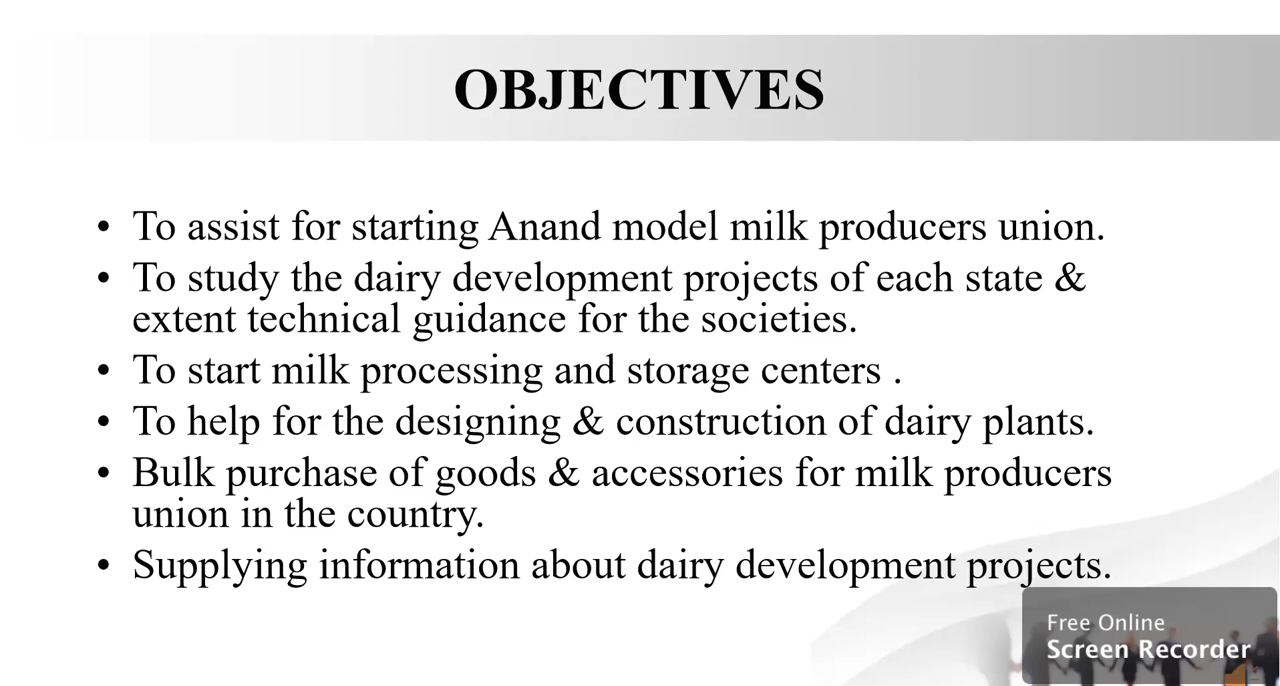 OBJECTIVES
• To assist for starting Anand model milk producers union.
• To study the dairy development projects of each state &
extent technical guidance for the societies.
• To start milk processing and storage centers .
• To help for the designing & construction of dairy plants.
• Bulk purchase of goods & accessories for milk producers
union in the country.
• Supplying information about dairy development projects.
Free Online
Screen Recorder